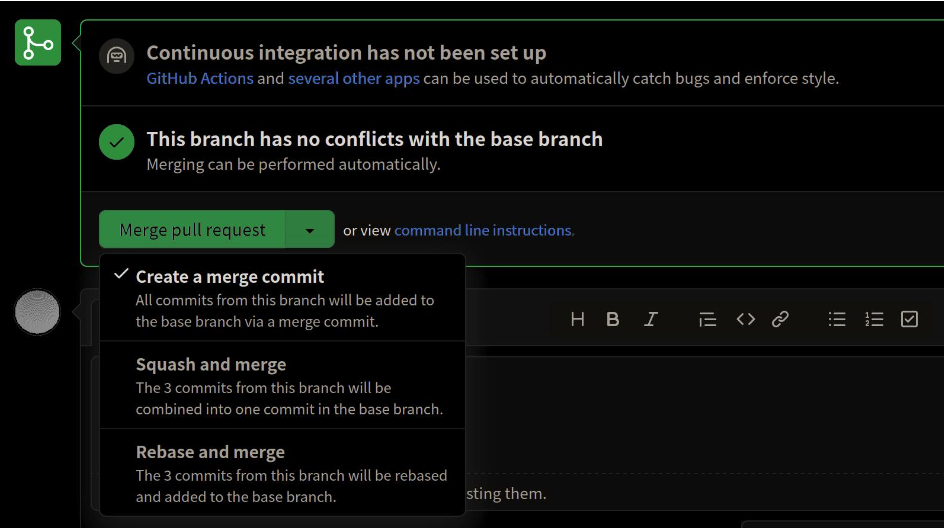 Continuous integration has not been set up
GitHub Actions and several other apps can be used to automatically catch bugs and enforce style.
This branch has no conflicts with the base branch
Merging can be performed automatically.
Merge pull request
or view command line instructions.
Create a merge commit
All commits from this branch will be added to
the base branch via a merge commit.
Squash and merge
The 3 commits from this branch will be
combined into one commit in the base branch.
Rebase and merge
The 3 commits from this branch will be rebased
and added to the base branch.
H B I
sting them.